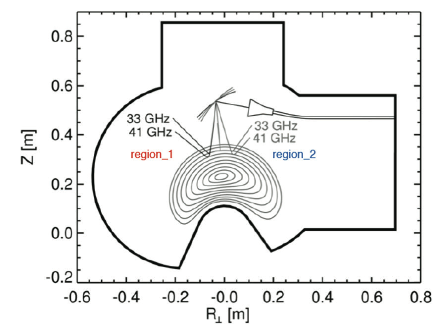 0.8
0.6
0.4
0.2
0.0
-0.2
Z [m]
33 GHz
41 GHz
33 GHz
41 GHz
region_1
region_2
-0.6 -0.4 -0.2 -0.0 0.2 0.4 0.6 0.8
R⊥ [m]